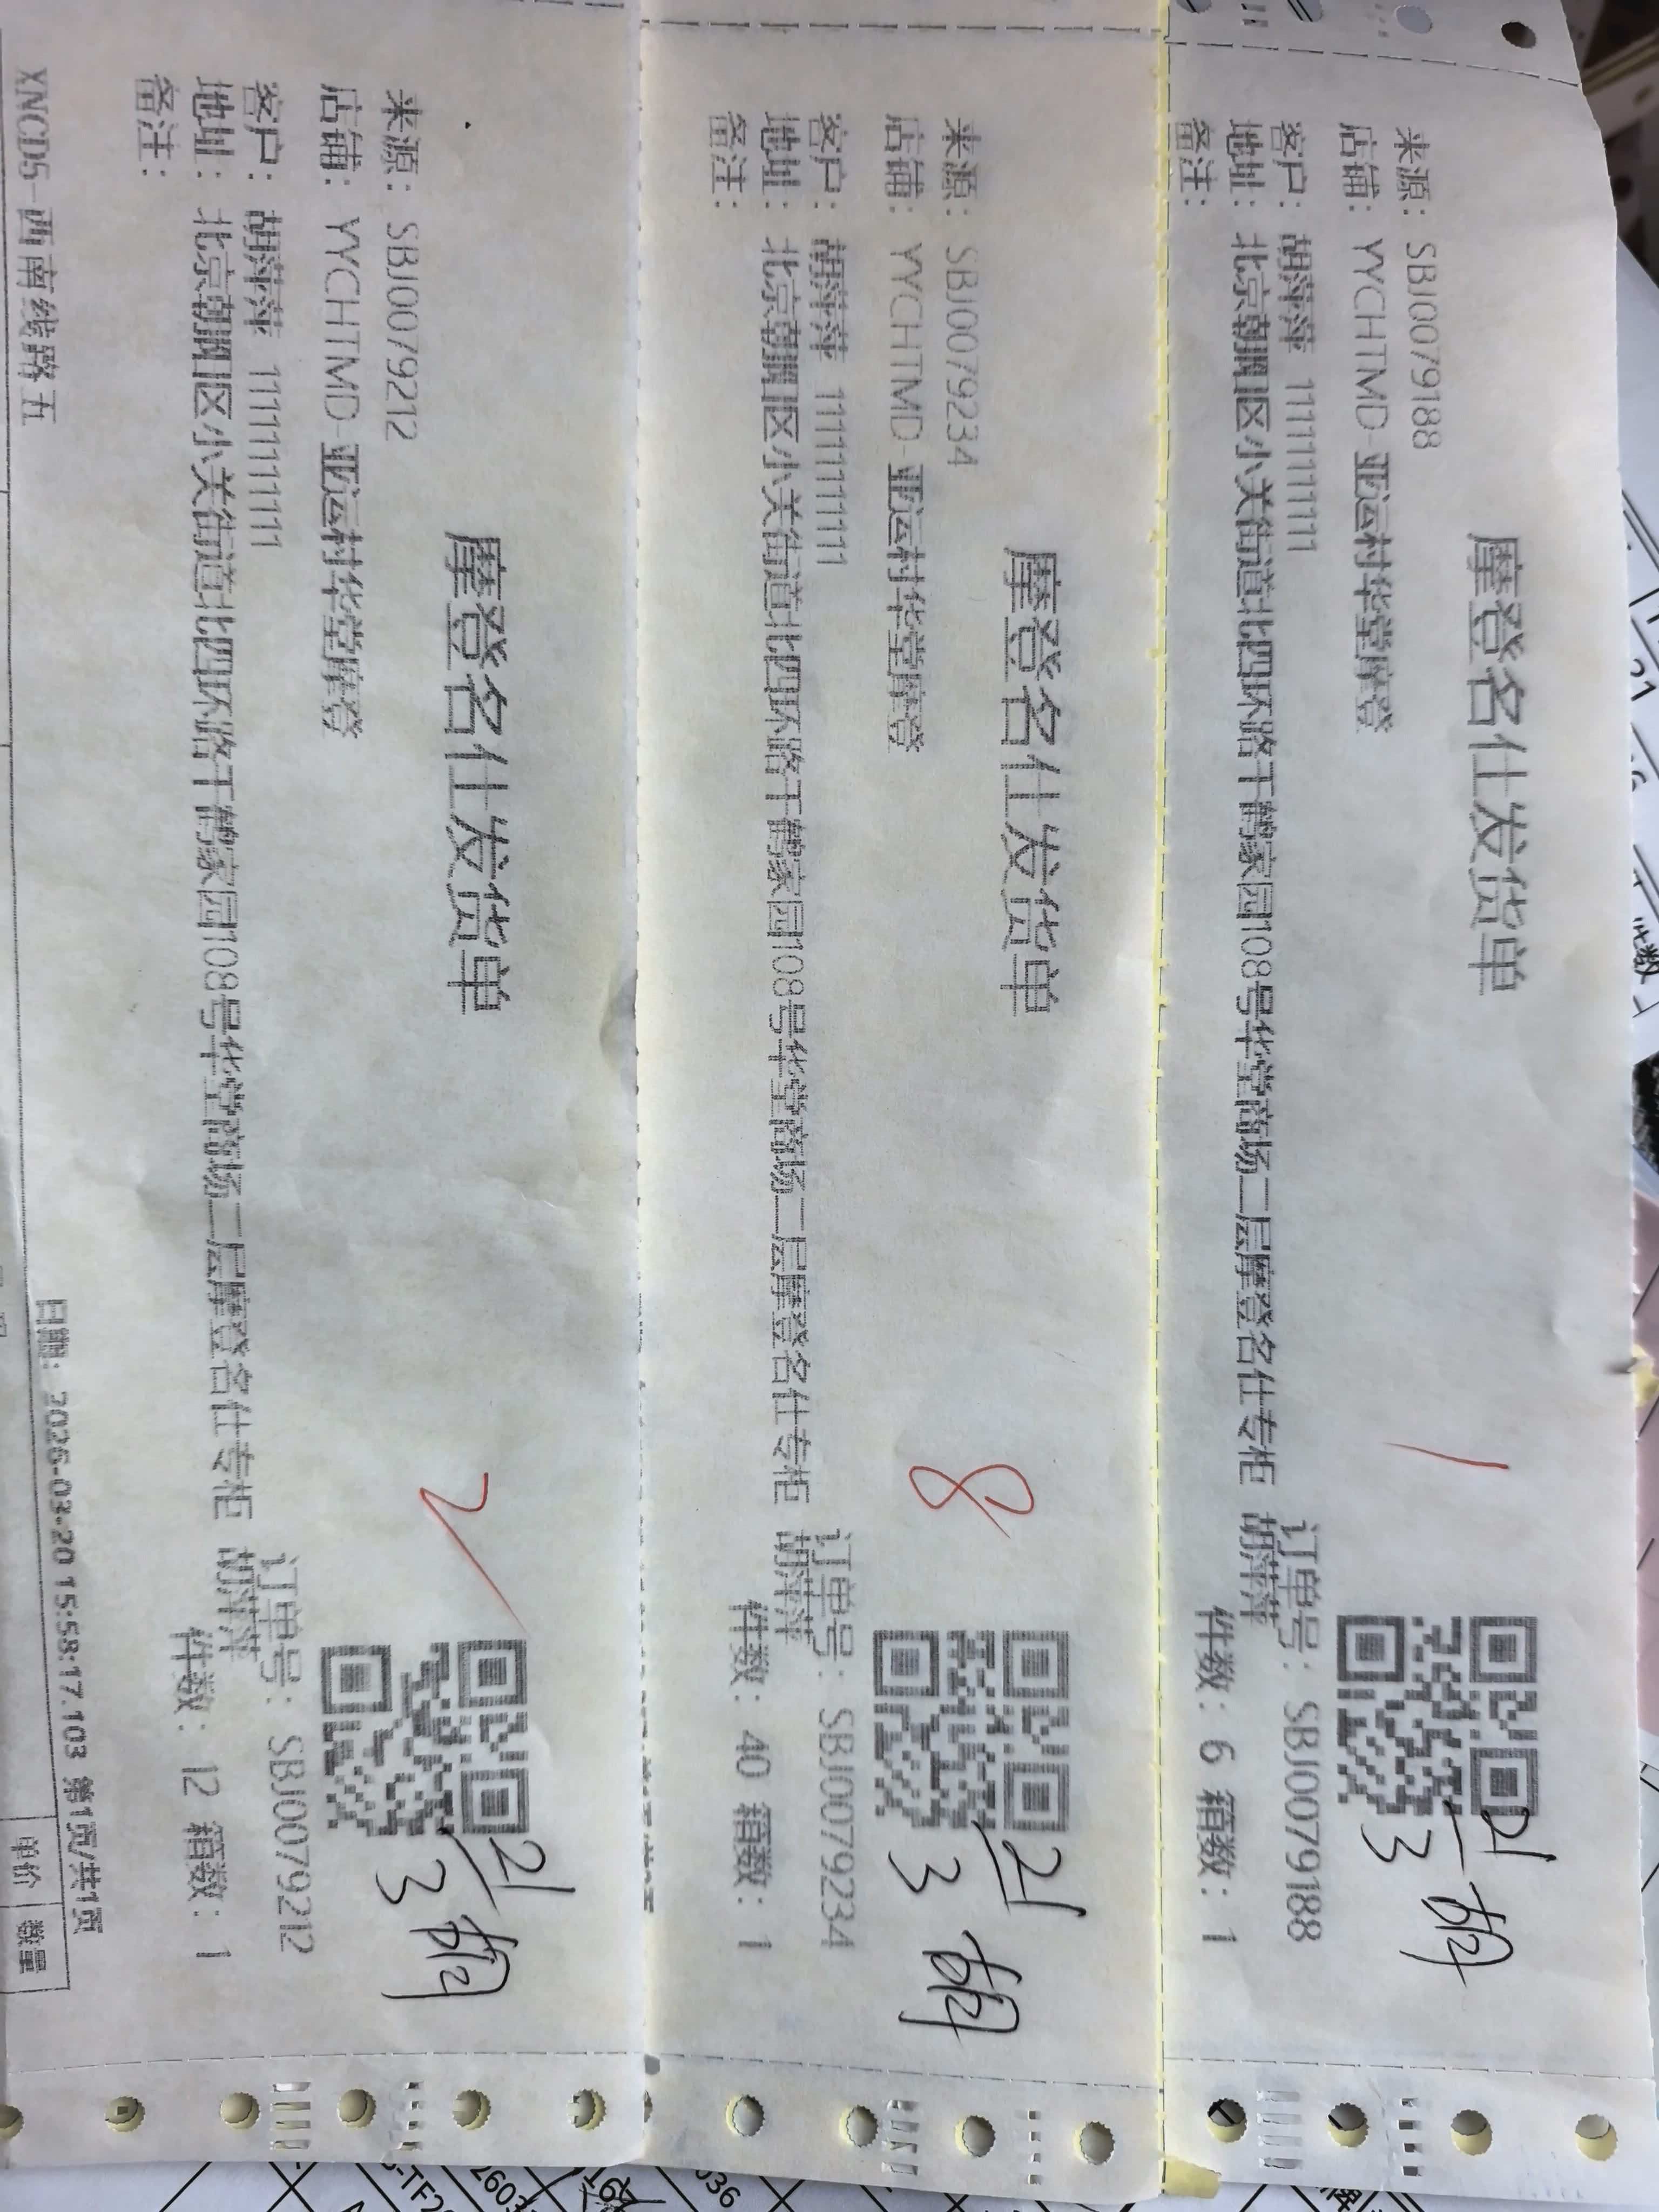 摩登名仕发货单
来源: SBJ0079188
店铺: YYCHTMD-亚运村华堂摩登
客户: 胡萍萍 11111111111
订单号: SBJ0079188
地址: 北京朝阳区小关街道北四环路千鹤家园108号华堂商场二层摩登名仕专柜 胡萍萍
备注:
件数: 6 箱数: 1
1
21
3
胡
摩登名仕发货单
来源: SBJ0079234
店铺: YYCHTMD-亚运村华堂摩登
客户: 胡萍萍 11111111111
订单号: SBJ0079234
地址: 北京朝阳区小关街道北四环路千鹤家园108号华堂商场二层摩登名仕专柜 胡萍萍
备注:
件数: 40 箱数: 1
8
21
3
胡
摩登名仕发货单
来源: SBJ0079212
店铺: YYCHTMD-亚运村华堂摩登
客户: 胡萍萍 11111111111
订单号: SBJ0079212
地址: 北京朝阳区小关街道北四环路千鹤家园108号华堂商场二层摩登名仕专柜 胡萍萍
备注:
件数: 12 箱数: 1
2
21
3
胡
日期: 2026-03-20 15:58:17.103 第1页/共1页
XNCD5-西南线路五
单价 数量